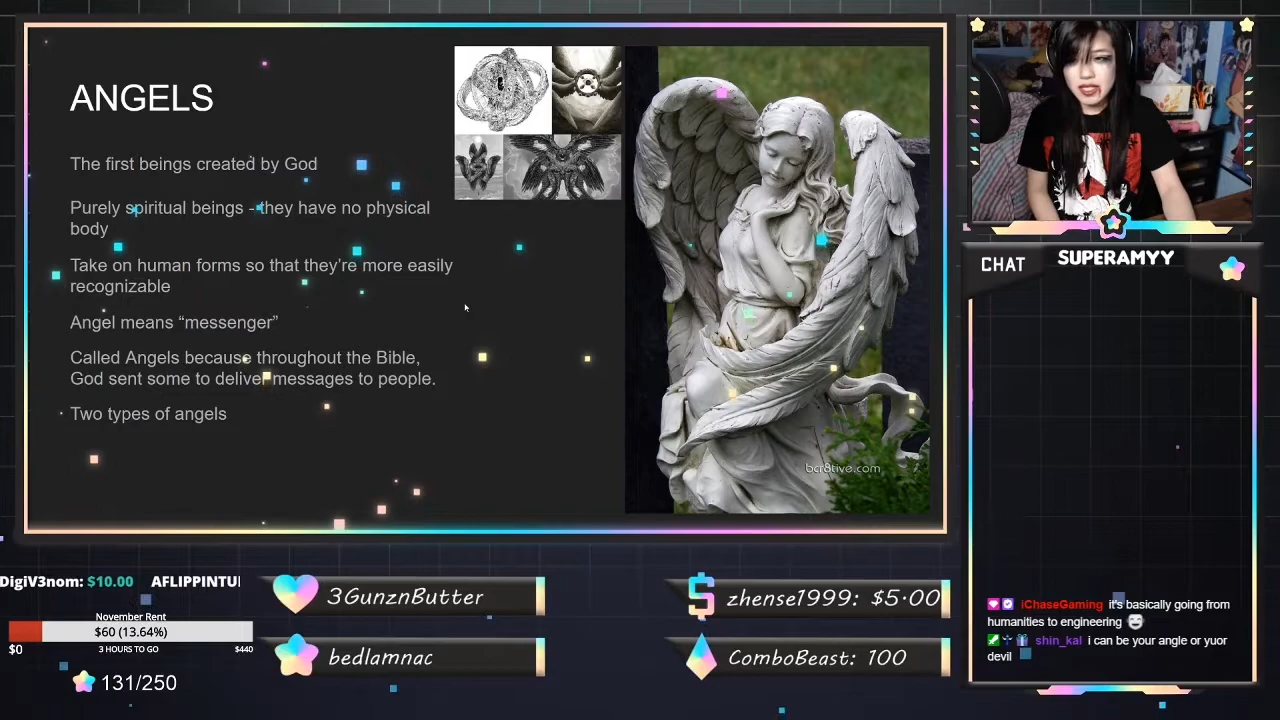 ANGELS
The first beings created by God
Purely spiritual beings - they have no physical
body
Take on human forms so that they're more easily
recognizable
Angel means “messenger”
Called Angels because throughout the Bible,
God sent some to deliver messages to people.
Two types of angels
bcr8tive.com
CHAT
SUPERAMYY
iChaseGaming it's basically going from
humanities to engineering
shin_kal i can be your angle or yuor
devil
DigiV3nom: $10.00 AFLIPPINTU
November Rent
$60 (13.64%)
$0 3 HOURS TO GO $440
131/250
3GunznButter
bedlamnac
zhense1999: $5.00
ComboBeast: 100